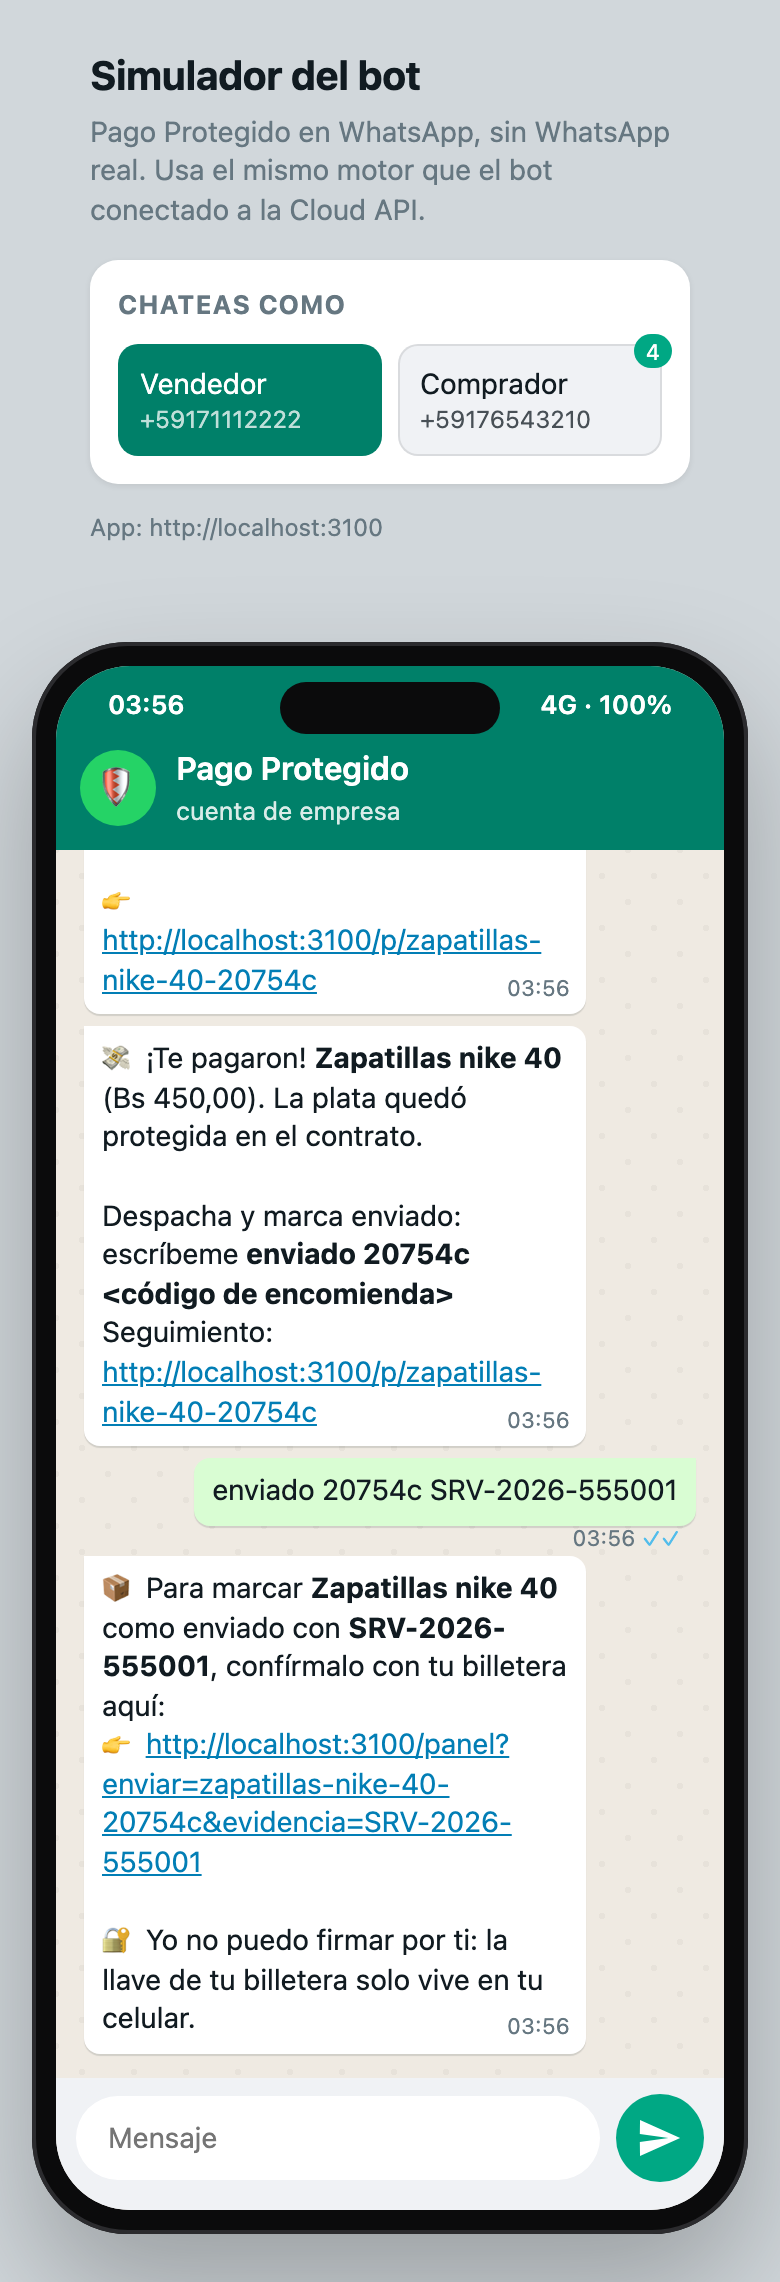 Simulador del bot
Pago Protegido en WhatsApp, sin WhatsApp
real. Usa el mismo motor que el bot
conectado a la Cloud API.
CHATEAS COMO
4
Vendedor
+59171112222
Comprador
+59176543210
App: http://localhost:3100
03:56
4G · 100%
Pago Protegido
cuenta de empresa
👉
http://localhost:3100/p/zapatillas-
nike-40-20754c
03:56
💸 ¡Te pagaron! Zapatillas nike 40
(Bs 450,00). La plata quedó
protegida en el contrato.
Despacha y marca enviado:
escríbeme enviado 20754c
<código de encomienda>
Seguimiento:
http://localhost:3100/p/zapatillas-
nike-40-20754c
03:56
enviado 20754c SRV-2026-555001
03:56 ✓✓
📦 Para marcar Zapatillas nike 40
como enviado con SRV-2026-
555001, confírmalo con tu billetera
aquí:
👉 http://localhost:3100/panel?
enviar=zapatillas-nike-40-
20754c&evidencia=SRV-2026-
555001
🔐 Yo no puedo firmar por ti: la
llave de tu billetera solo vive en tu
celular.
03:56
Mensaje